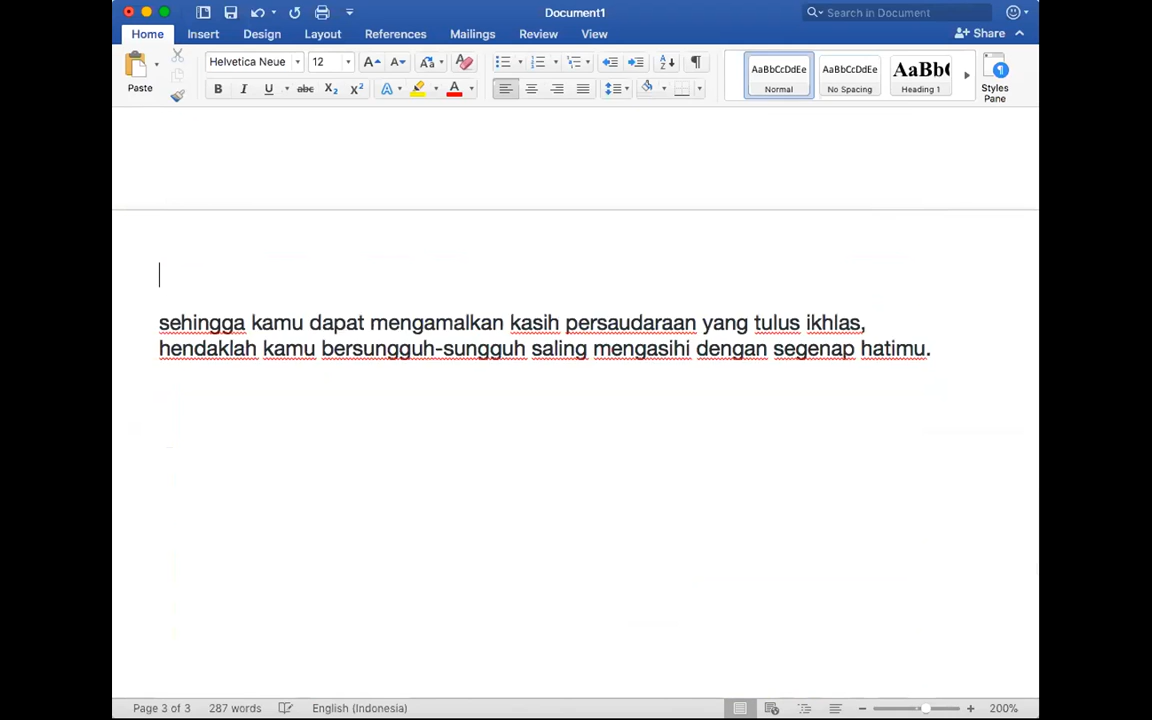 Document1
Search in Document
Home Insert Design Layout References Mailings Review View Share
Paste
Helvetica Neue 12
AaBbCcDdEe AaBbCcDdEe AaBbC
Normal No Spacing Heading 1
Styles
Pane
sehingga kamu dapat mengamalkan kasih persaudaraan yang tulus ikhlas,
hendaklah kamu bersungguh-sungguh saling mengasihi dengan segenap hatimu.
Page 3 of 3 287 words English (Indonesia) 200%